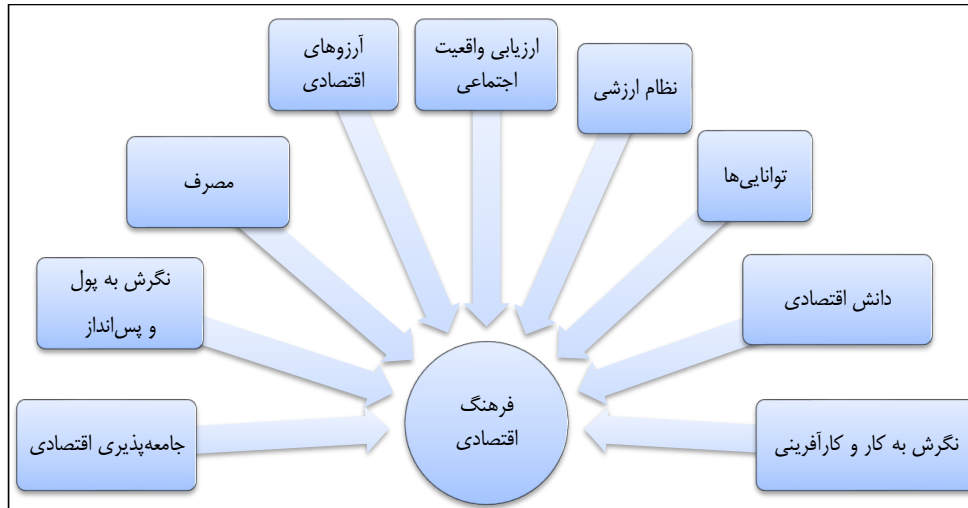 ارزیابی واقعیت
اجتماعی
آرزوهای
اقتصادی
نظام ارزشی
توانایی‌ها
مصرف
دانش اقتصادی
نگرش به پول
و پس‌انداز
نگرش به کار و کارآفرینی
جامعه‌پذیری اقتصادی
فرهنگ
اقتصادی